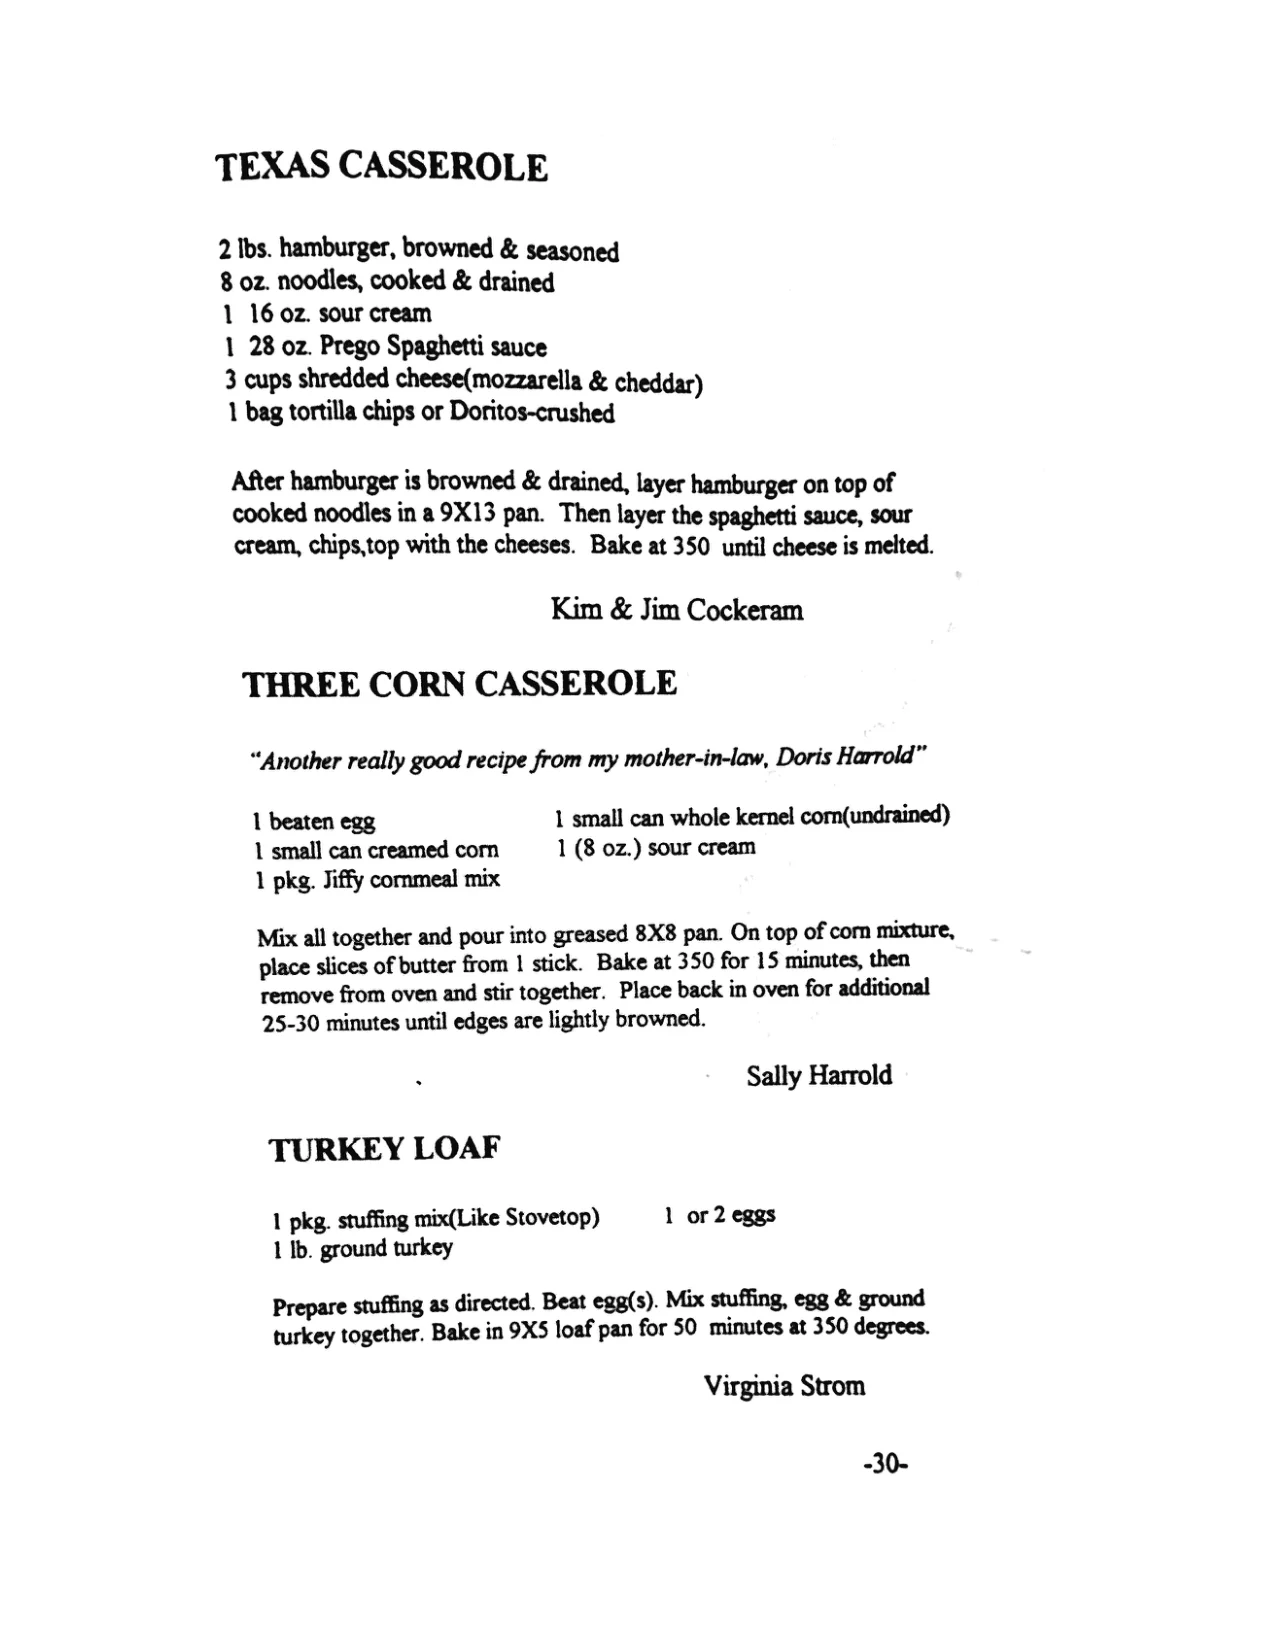 TEXAS CASSEROLE
2 lbs. hamburger, browned & seasoned
8 oz. noodles, cooked & drained
1 16 oz. sour cream
1 28 oz. Prego Spaghetti sauce
3 cups shredded cheese(mozzarella & cheddar)
1 bag tortilla chips or Doritos-crushed
After hamburger is browned & drained, layer hamburger on top of
cooked noodles in a 9X13 pan. Then layer the spaghetti sauce, sour
cream, chips,top with the cheeses. Bake at 350 until cheese is melted.
Kim & Jim Cockeram
THREE CORN CASSEROLE
"Another really good recipe from my mother-in-law, Doris Harrold"
1 beaten egg 1 small can whole kernel corn(undrained)
1 small can creamed corn 1 (8 oz.) sour cream
1 pkg. Jiffy cornmeal mix
Mix all together and pour into greased 8X8 pan. On top of corn mixture,
place slices of butter from 1 stick. Bake at 350 for 15 minutes, then
remove from oven and stir together. Place back in oven for additional
25-30 minutes until edges are lightly browned.
Sally Harrold
TURKEY LOAF
1 pkg. stuffing mix(Like Stovetop) 1 or 2 eggs
1 lb. ground turkey
Prepare stuffing as directed. Beat egg(s). Mix stuffing, egg & ground
turkey together. Bake in 9X5 loaf pan for 50 minutes at 350 degrees.
Virginia Strom
-30-